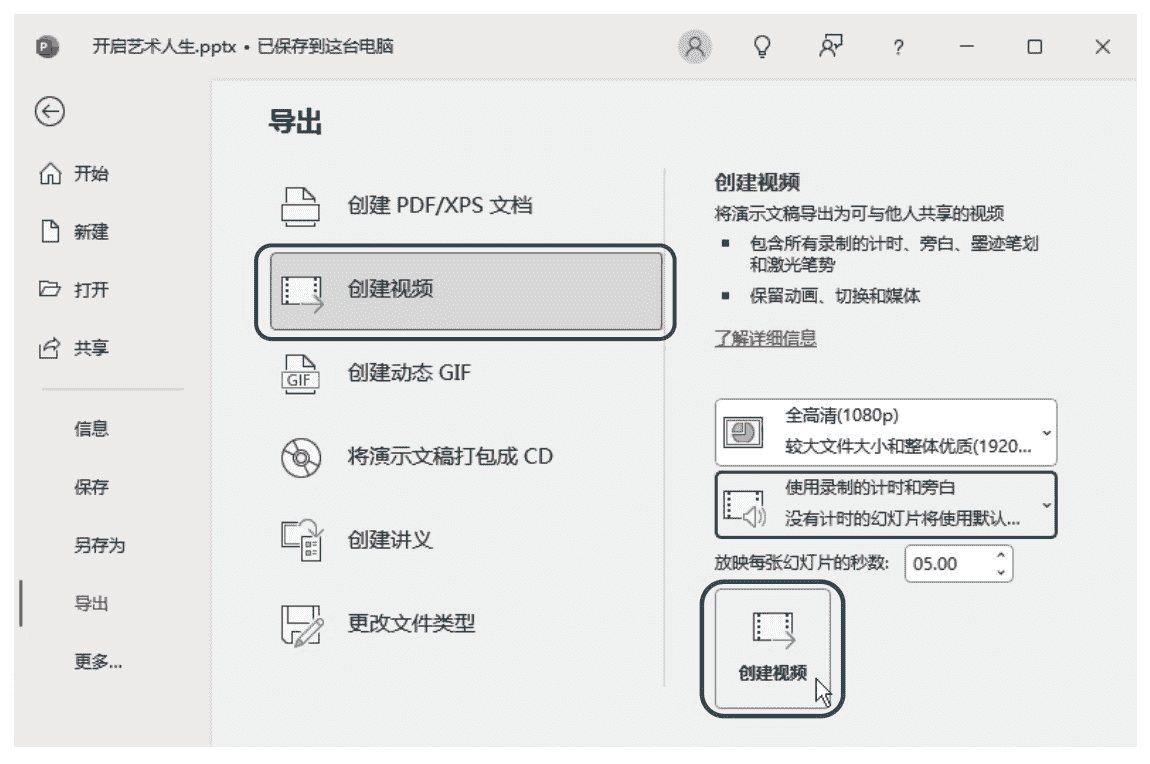 开启艺术人生.pptx • 已保存到这台电脑
?
开始
新建
打开
共享
信息
保存
另存为
导出
更多...
导出
创建 PDF/XPS 文档
创建视频
GIF
创建动态 GIF
将演示文稿打包成 CD
创建讲义
更改文件类型
创建视频
将演示文稿导出为可与他人共享的视频
▪ 包含所有录制的计时、旁白、墨迹笔划
和激光笔势
▪ 保留动画、切换和媒体
了解详细信息
全高清(1080p)
较大文件大小和整体优质(1920...
使用录制的计时和旁白
没有计时的幻灯片将使用默认...
放映每张幻灯片的秒数: 05.00
创建视频